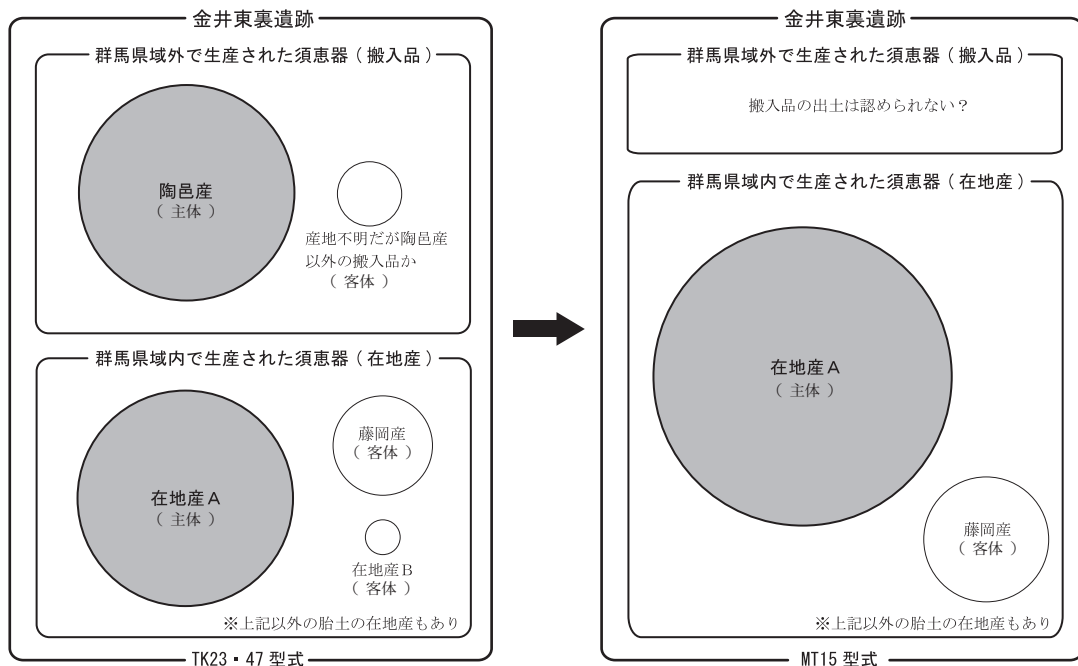 金井東裏遺跡
群馬県域外で生産された須恵器（搬入品）
陶邑産
（ 主体 ）
産地不明だが陶邑産
以外の搬入品か
（ 客体 ）
群馬県域内で生産された須恵器（在地産）
在地産A
（ 主体 ）
藤岡産
（ 客体 ）
在地産B
（ 客体 ）
※上記以外の胎土の在地産もあり
TK23・47 型式
金井東裏遺跡
群馬県域外で生産された須恵器（搬入品）
搬入品の出土は認められない？
群馬県域内で生産された須恵器（在地産）
在地産A
（ 主体 ）
藤岡産
（ 客体 ）
※上記以外の胎土の在地産もあり
MT15 型式